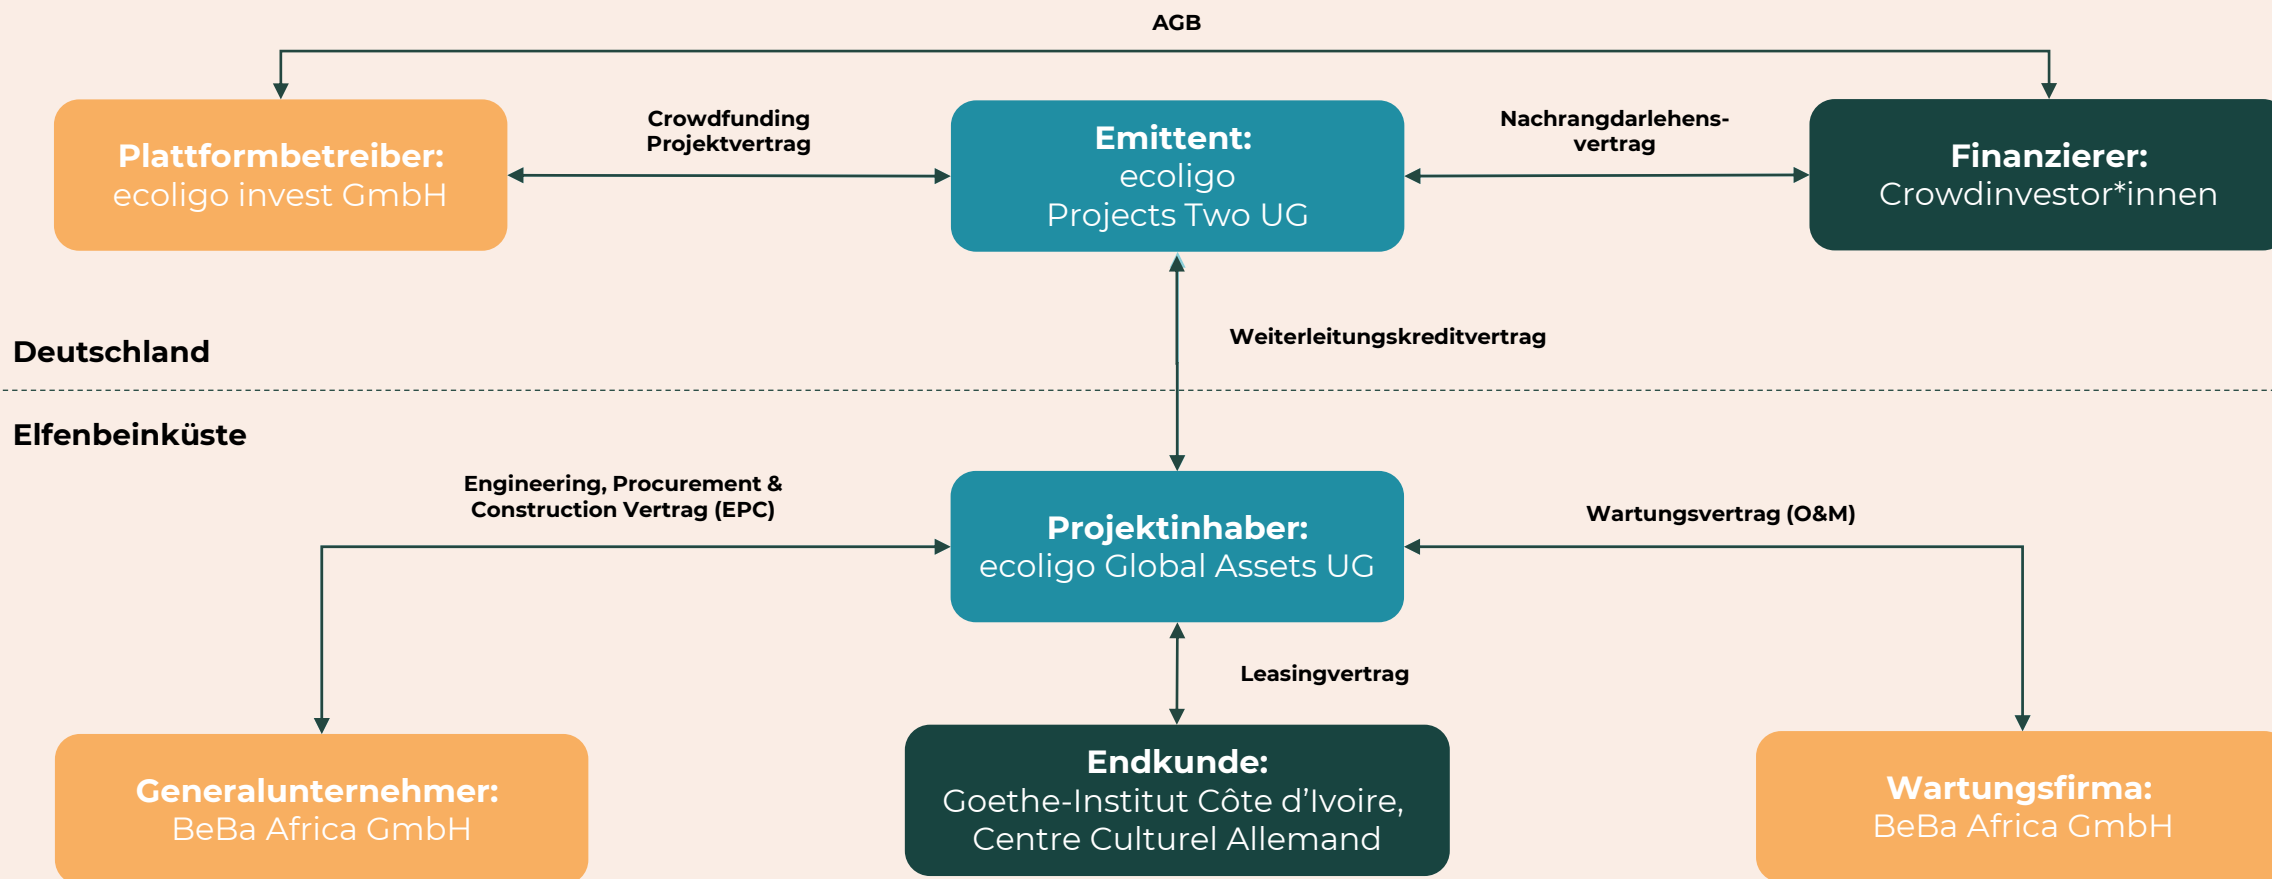 AGB
Plattformbetreiber:
ecoligo invest GmbH
Crowdfunding
Projektvertrag
Emittent:
ecoligo
Projects Two UG
Nachrangdarlehens-
vertrag
Finanzierer:
Crowdinvestor*innen
Weiterleitungskreditvertrag
Deutschland
Elfenbeinküste
Engineering, Procurement &
Construction Vertrag (EPC)
Projektinhaber:
ecoligo Global Assets UG
Wartungsvertrag (O&M)
Leasingvertrag
Generalunternehmer:
BeBa Africa GmbH
Endkunde:
Goethe-Institut Côte d’Ivoire,
Centre Culturel Allemand
Wartungsfirma:
BeBa Africa GmbH